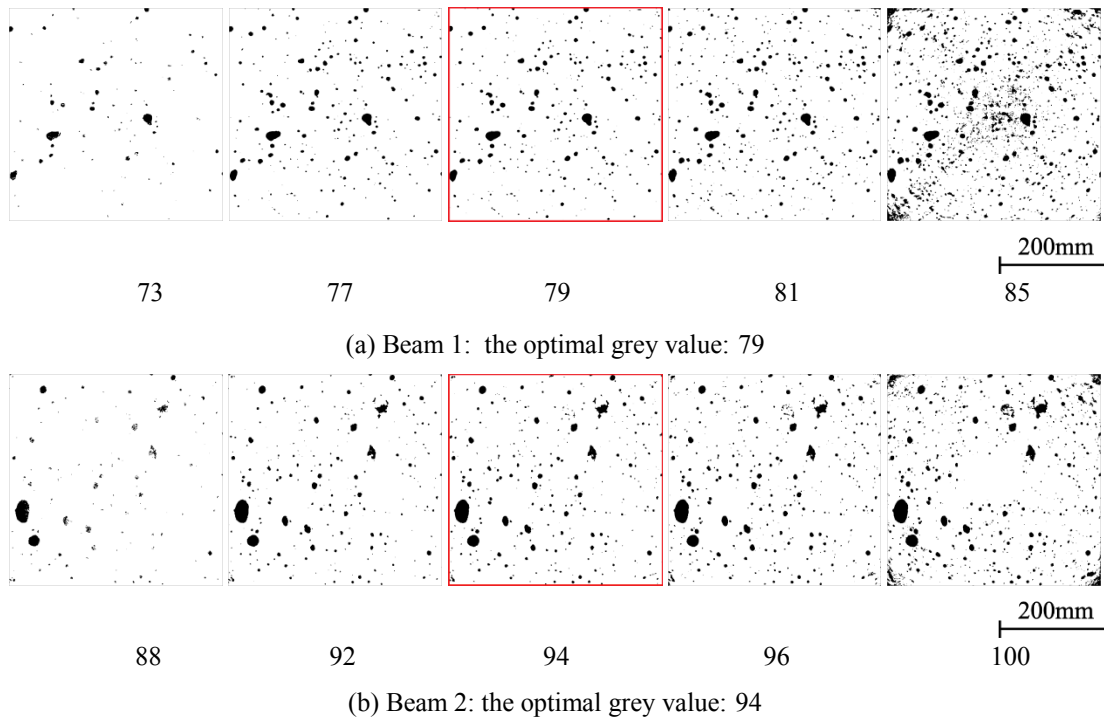 200mm
73 77 79 81 85
(a) Beam 1: the optimal grey value: 79
200mm
88 92 94 96 100
(b) Beam 2: the optimal grey value: 94